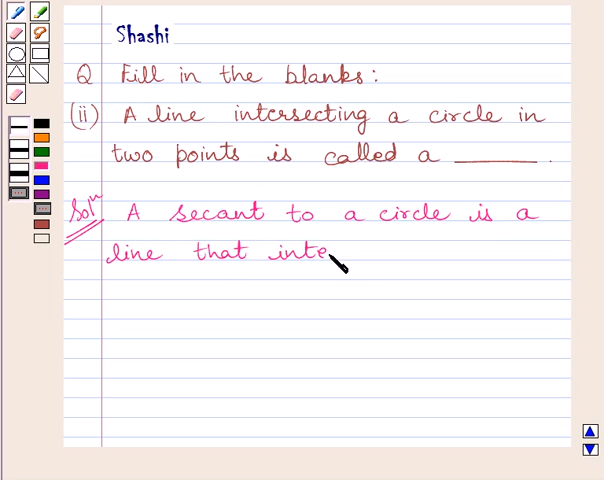 Shashi
Q Fill in the blanks:
(ii) A line intersecting a circle in
two points is called a ______.
Solⁿ A secant to a circle is a
line that inte